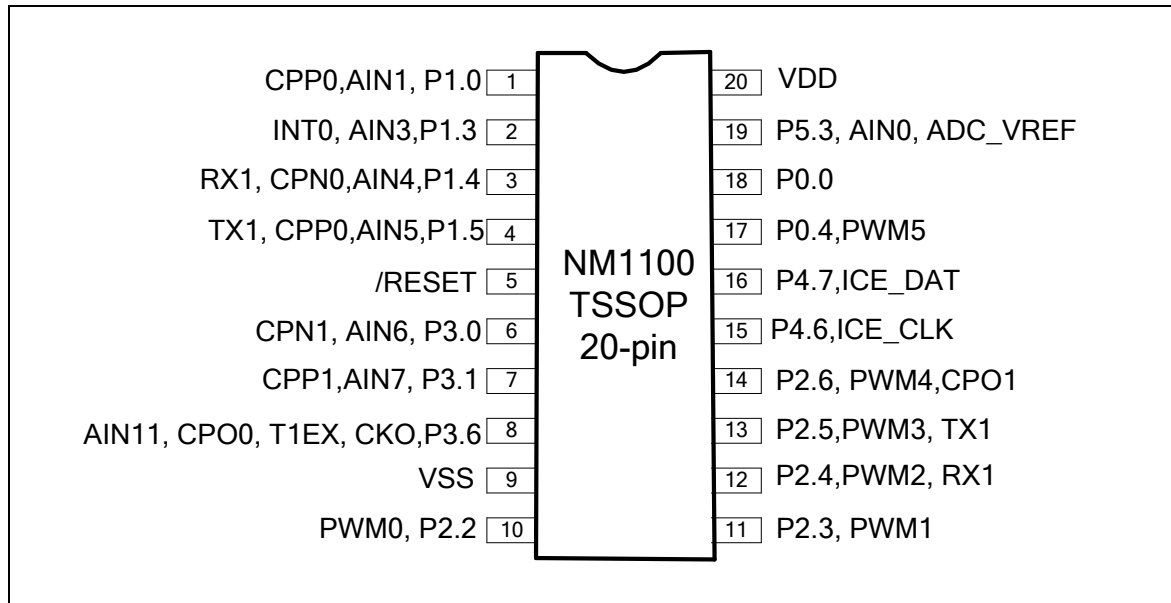 CPP0,AIN1, P1.0 1
20 VDD
INT0, AIN3,P1.3 2
19 P5.3, AIN0, ADC_VREF
RX1, CPN0,AIN4,P1.4 3
18 P0.0
TX1, CPP0,AIN5,P1.5 4
17 P0.4,PWM5
/RESET 5
16 P4.7,ICE_DAT
CPN1, AIN6, P3.0 6
15 P4.6,ICE_CLK
CPP1,AIN7, P3.1 7
14 P2.6, PWM4,CPO1
AIN11, CPO0, T1EX, CKO,P3.6 8
13 P2.5,PWM3, TX1
VSS 9
12 P2.4,PWM2, RX1
PWM0, P2.2 10
11 P2.3, PWM1
NM1100
TSSOP
20-pin